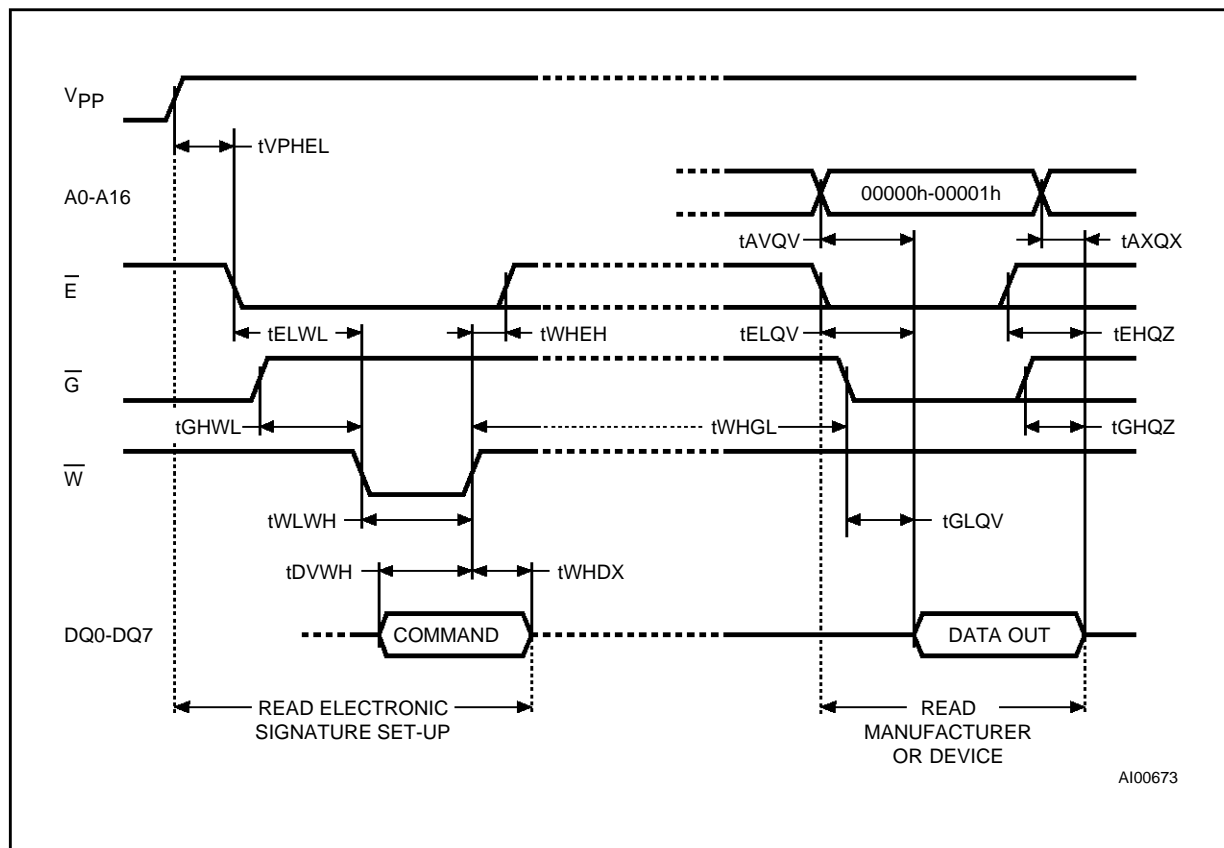 VPP
tVPHEL
A0-A16
00000h-00001h
tAVQV
tAXQX
E
tELWL
tWHEH
tELQV
tEHQZ
G
tGHWL
tWHGL
tGHQZ
W
tWLWH
tGLQV
tDVWH
tWHDX
DQ0-DQ7
COMMAND
DATA OUT
READ ELECTRONIC
SIGNATURE SET-UP
READ
MANUFACTURER
OR DEVICE
AI00673